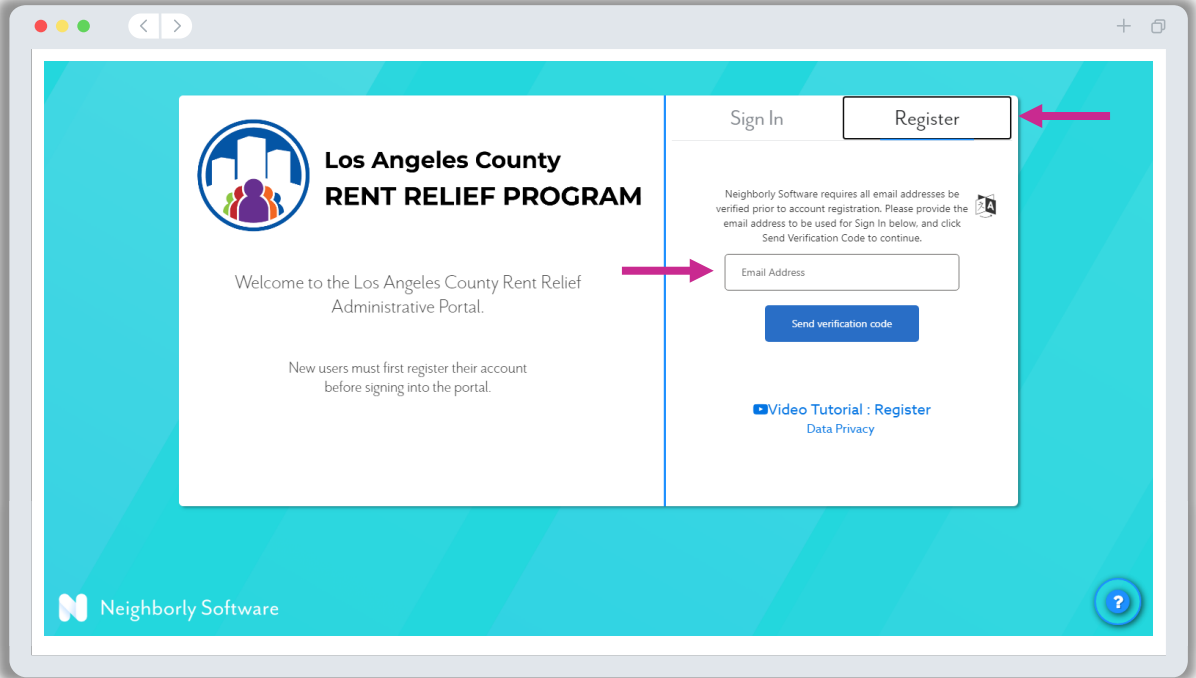 Los Angeles County
RENT RELIEF PROGRAM
Welcome to the Los Angeles County Rent Relief
Administrative Portal.
New users must first register their account
before signing into the portal.
Sign In
Register
Neighborly Software requires all email addresses be
verified prior to account registration. Please provide the
email address to be used for Sign In below, and click
Send Verification Code to continue.
Email Address
Send verification code
Video Tutorial : Register
Data Privacy
Neighborly Software
?